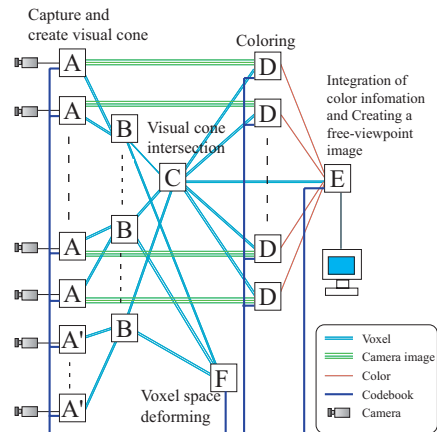 Capture and
create visual cone
Coloring
Integration of
color infomation
and Creating a
free-viewpoint
image
Visual cone
intersection
A
A
A
A
A'
A'
B
B
B
C
D
D
D
D
E
F
Voxel space
deforming
Voxel
Camera image
Color
Codebook
Camera